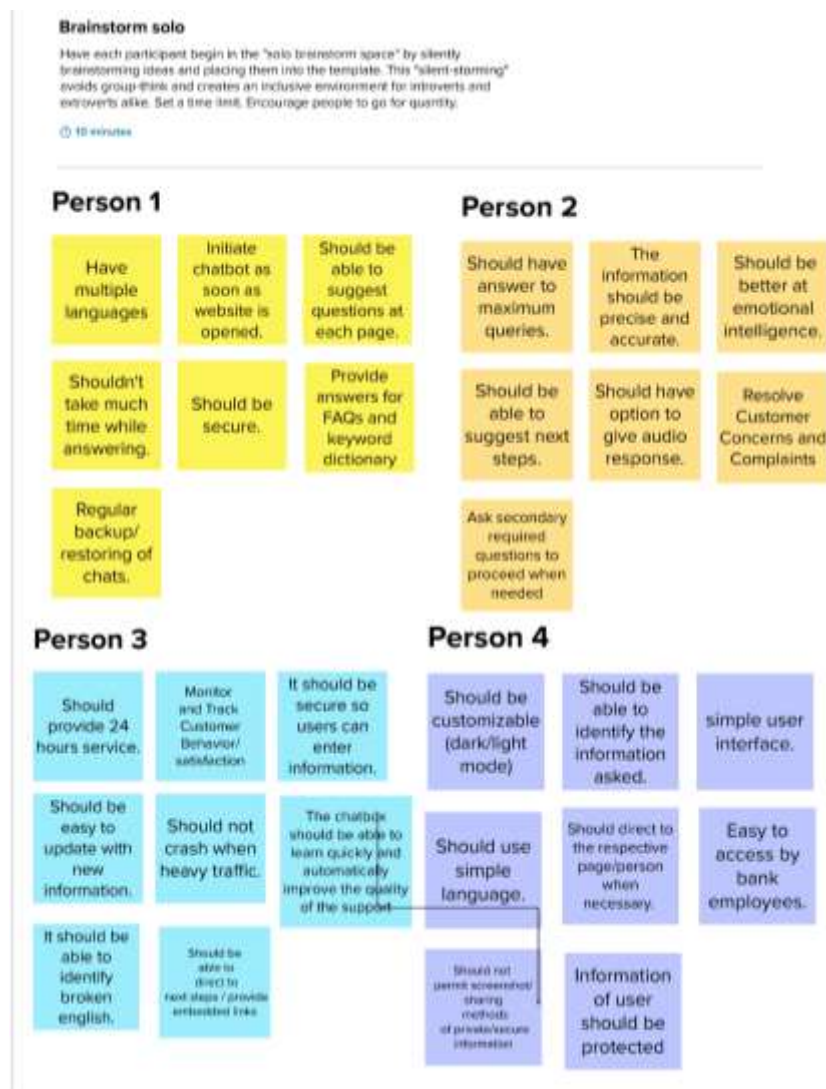 Brainstorm solo
Have each participant begin in the "solo brainstorm space" by silently
brainstorming ideas and placing them into the template. This "silent-storming"
avoids group-think and creates an inclusive environment for introverts and
extroverts alike. Set a time limit. Encourage people to go for quantity.
10 minutes
Person 1
Have
multiple
languages
Initiate
chatbot as
soon as
website is
opened.
Should be
able to
suggest
questions at
each page.
Shouldn't
take much
time while
answering.
Should be
secure.
Provide
answers for
FAQs and
keyword
dictionary
Regular
backup/
restoring of
chats.
Person 2
Should have
answer to
maximum
queries.
The
information
should be
precise and
accurate.
Should be
better at
emotional
intelligence.
Should be
able to
suggest next
steps.
Should have
option to
give audio
response.
Resolve
Customer
Concerns and
Complaints
Ask secondary
required
questions to
proceed when
needed
Person 3
Should
provide 24
hours service.
Monitor
and Track
Customer
Behavior/
satisfaction
It should be
secure so
users can
enter
information.
Should be
easy to
update with
new
information.
Should not
crash when
heavy traffic.
The chatbox
should be able to
learn quickly and
automatically
improve the quality
of the support
It should be
able to
identify
broken
english.
Should be
able to
direct to
next steps / provide
embedded links
Person 4
Should be
customizable
(dark/light
mode)
Should be
able to
identify the
information
asked.
simple user
interface.
Should use
simple
language.
Should direct to
the respective
page/person
when
necessary.
Easy to
access by
bank
employees.
Should not
permit screenshot/
sharing
methods
of private/secure
information
Information
of user
should be
protected